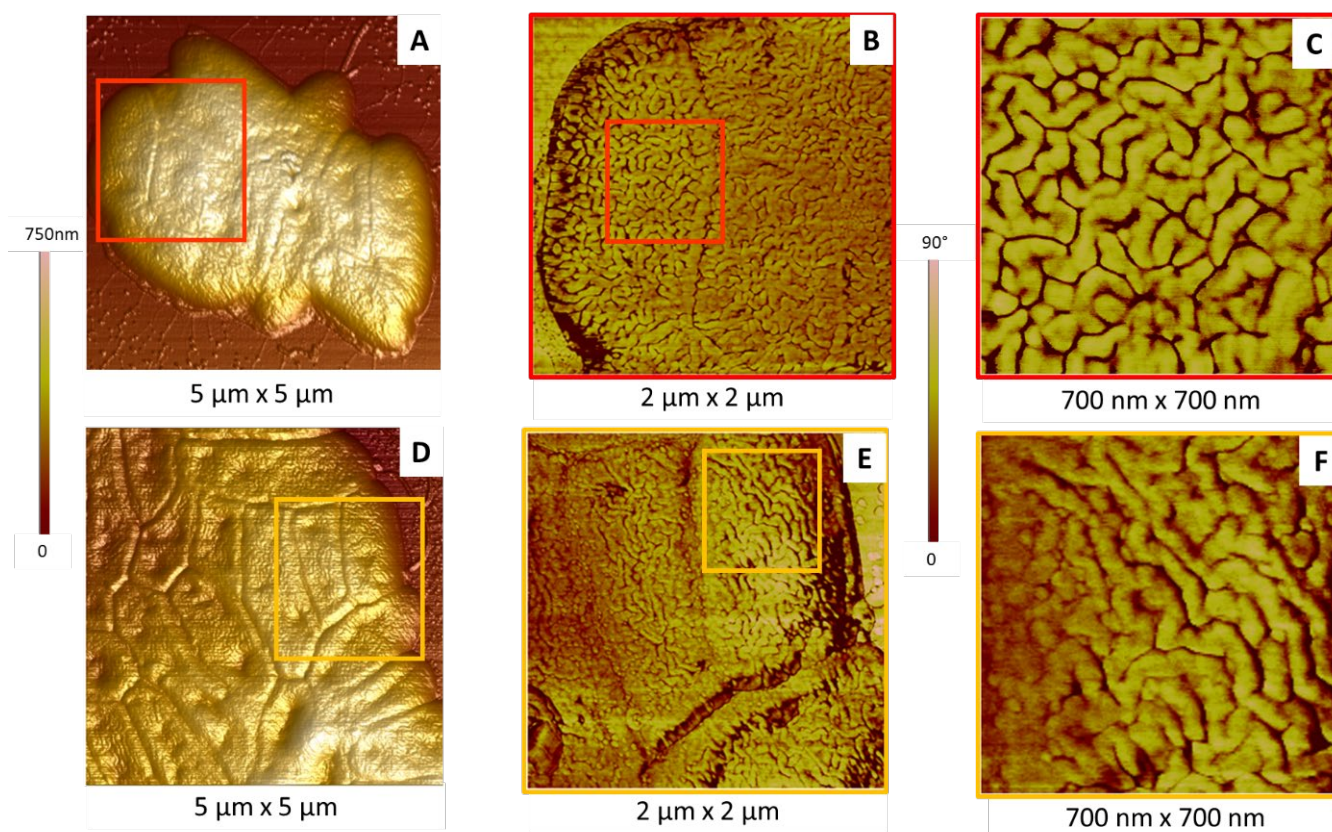 A
B
C
750nm
90°
0
0
5 µm x 5 µm
2 µm x 2 µm
700 nm x 700 nm
D
E
F
5 µm x 5 µm
2 µm x 2 µm
700 nm x 700 nm